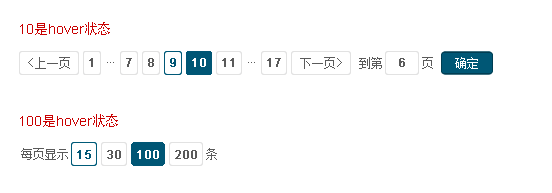 10是hover状态
<上一页 1 ... 7 8 9 10 11 ... 17 下一页> 到第 6 页 确定
100是hover状态
每页显示 15 30 100 200 条